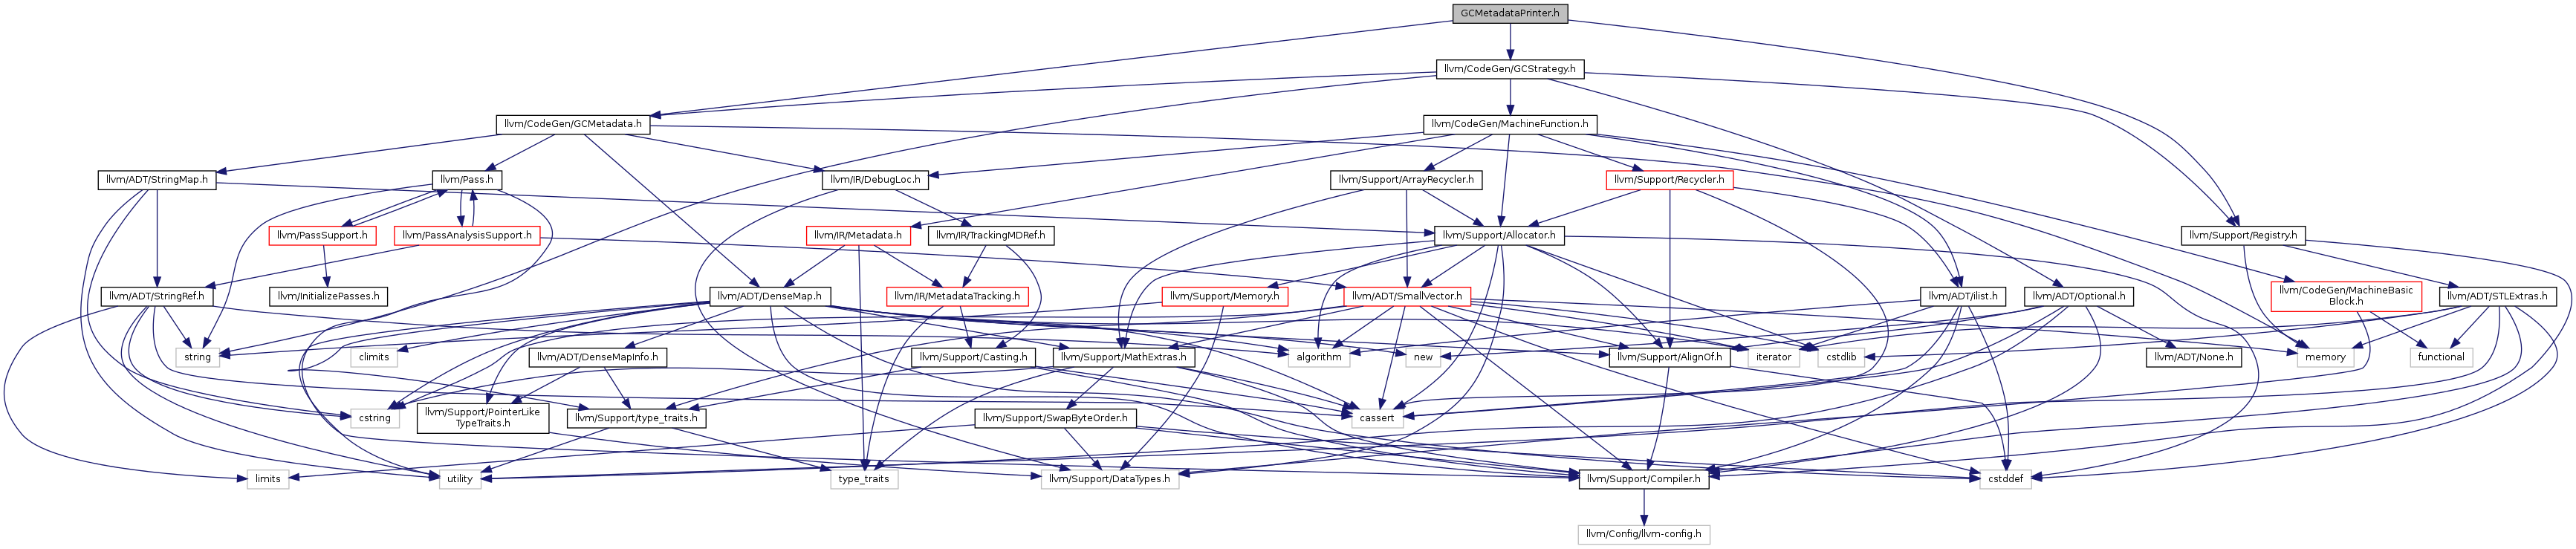 GCMetadataPrinter.h
llvm/CodeGen/GCStrategy.h
llvm/CodeGen/GCMetadata.h
llvm/CodeGen/MachineFunction.h
llvm/ADT/StringMap.h
llvm/Pass.h
llvm/IR/DebugLoc.h
llvm/Support/ArrayRecycler.h
llvm/Support/Recycler.h
llvm/PassSupport.h
llvm/PassAnalysisSupport.h
llvm/IR/Metadata.h
llvm/IR/TrackingMDRef.h
llvm/Support/Allocator.h
llvm/Support/Registry.h
llvm/ADT/StringRef.h
llvm/InitializePasses.h
llvm/ADT/DenseMap.h
llvm/IR/MetadataTracking.h
llvm/Support/Memory.h
llvm/ADT/SmallVector.h
llvm/ADT/ilist.h
llvm/ADT/Optional.h
llvm/CodeGen/MachineBasic
Block.h
llvm/ADT/STLExtras.h
string
climits
llvm/ADT/DenseMapInfo.h
llvm/Support/Casting.h
llvm/Support/MathExtras.h
algorithm
new
llvm/Support/AlignOf.h
iterator
cstdlib
llvm/ADT/None.h
memory
functional
cstring
llvm/Support/PointerLike
TypeTraits.h
llvm/Support/type_traits.h
llvm/Support/SwapByteOrder.h
cassert
limits
utility
type_traits
llvm/Support/DataTypes.h
llvm/Support/Compiler.h
cstddef
llvm/Config/llvm-config.h